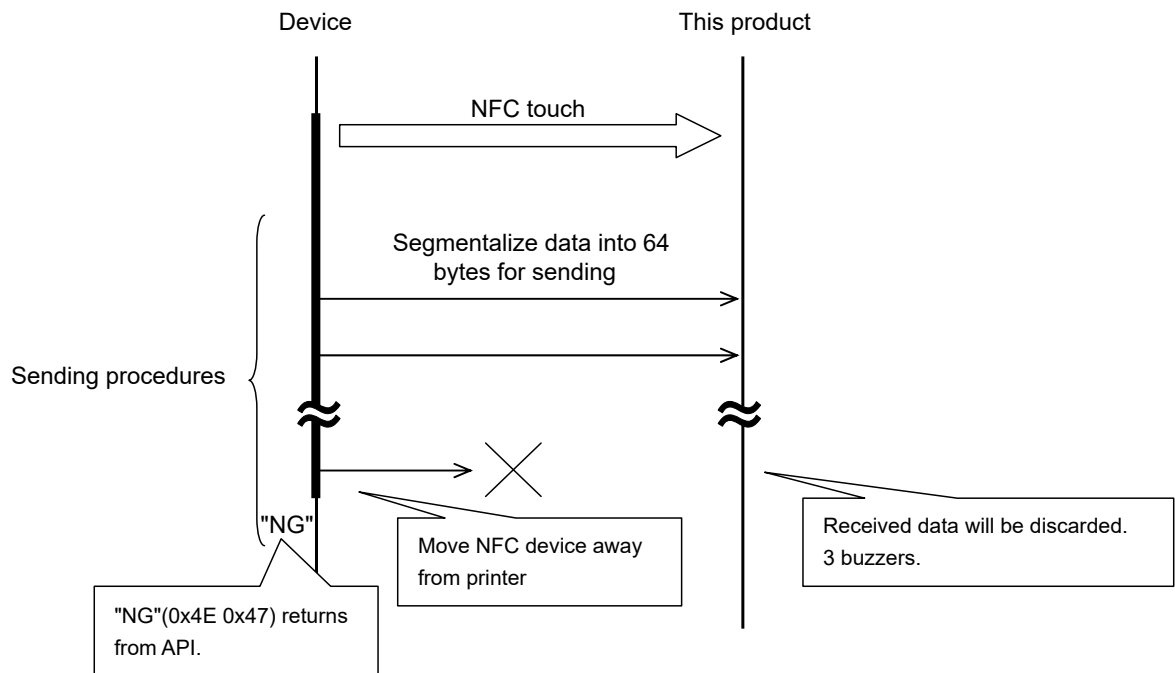 Device
This product
NFC touch
Segmentalize data into 64
bytes for sending
Sending procedures
"NG"
Move NFC device away
from printer
Received data will be discarded.
3 buzzers.
"NG"(0x4E 0x47) returns
from API.